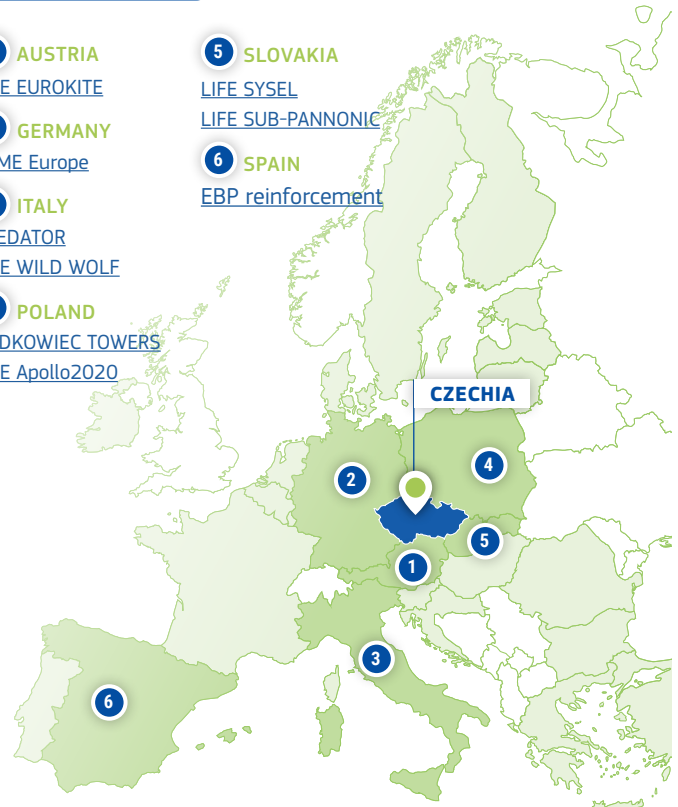 AUSTRIA
E EUROKITE
GERMANY
ME Europe
ITALY
EDATOR
E WILD WOLF
POLAND
DKOWIEC TOWERS
E Apollo2020
5 SLOVAKIA
LIFE SYSEL
LIFE SUB-PANNONIC
6 SPAIN
EBP reinforcement
CZECHIA
4
2
5
1
3
6